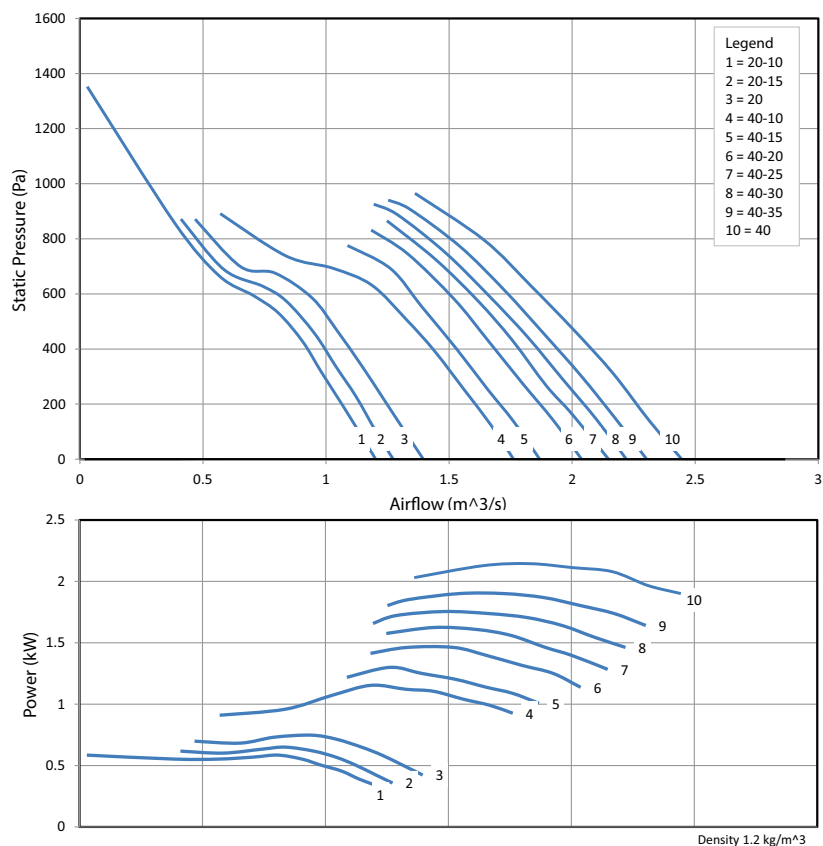 1600
1400
1200
1000
800
600
400
200
0
Static Pressure (Pa)
Legend
1 = 20-10
2 = 20-15
3 = 20
4 = 40-10
5 = 40-15
6 = 40-20
7 = 40-25
8 = 40-30
9 = 40-35
10 = 40
1 2 3 4 5 6 7 8 9 10
0 0.5 1 1.5 2 2.5 3
Airflow (m^3/s)
2.5
2
1.5
1
0.5
0
Power (kW)
10
9
8
7
6
5
4
3
2
1
Density 1.2 kg/m^3